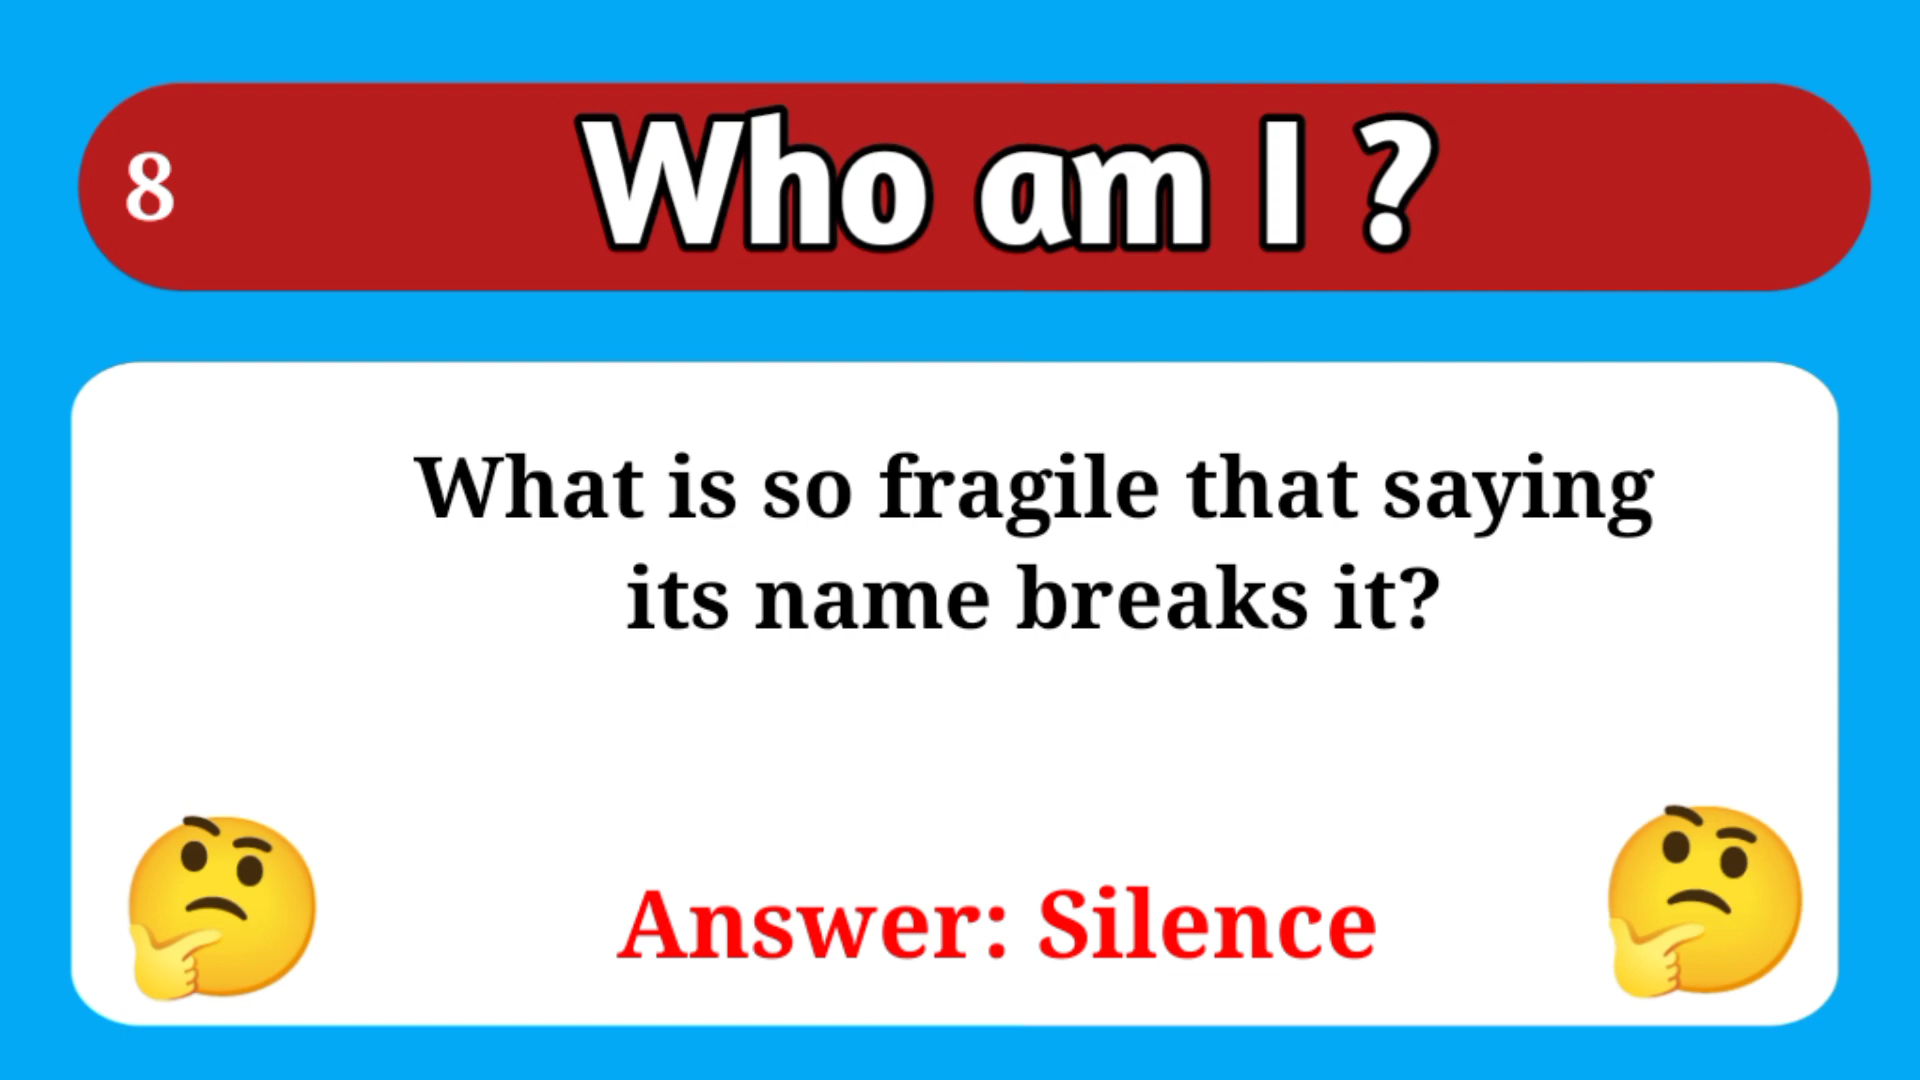 8
Who am I ?
What is so fragile that saying
its name breaks it?
Answer: Silence